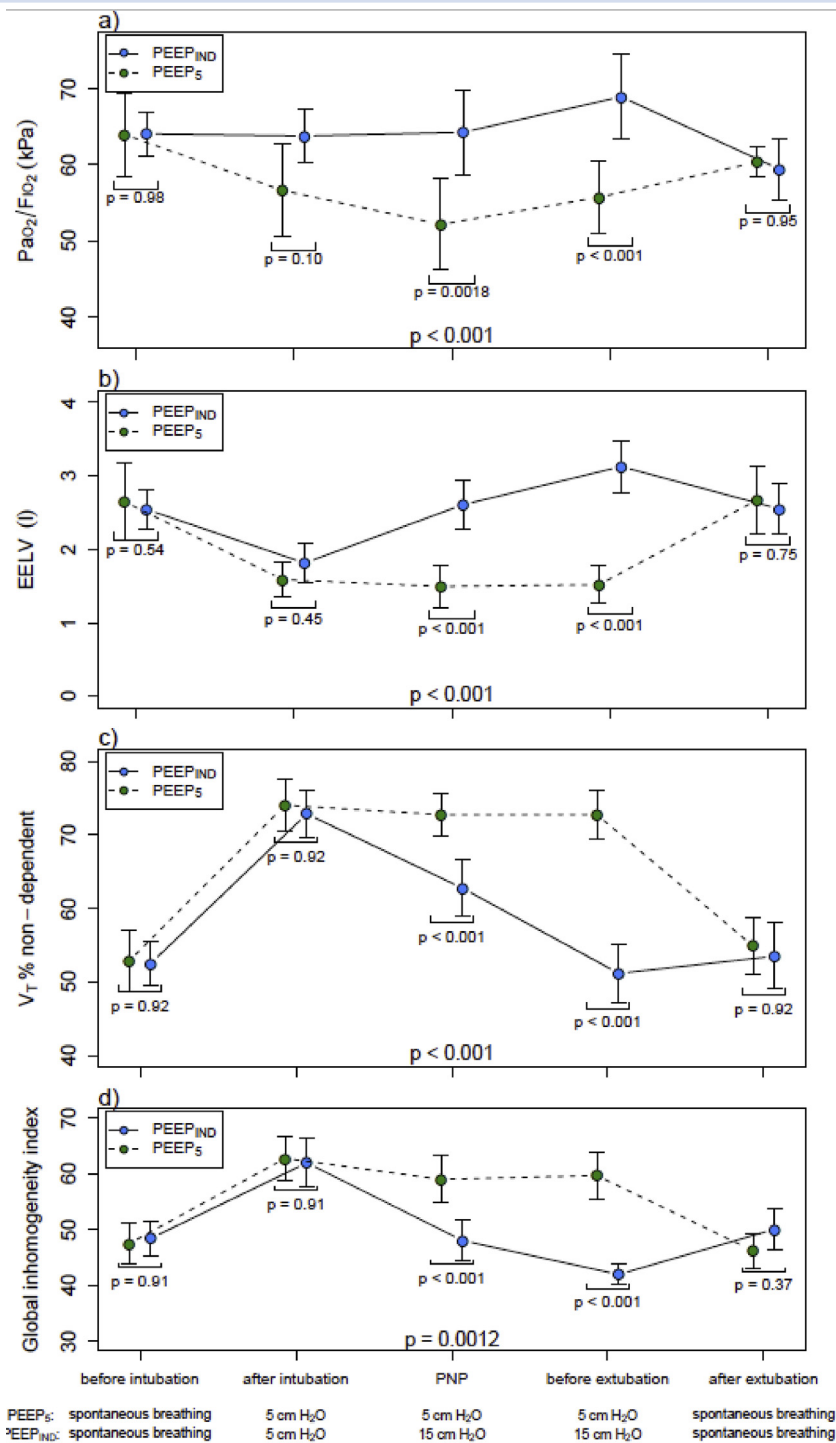 a)
PEEPIND
PEEP5
PaO2/FIO2 (kPa)
70
60
50
40
p = 0.98
p = 0.10
p = 0.0018
p < 0.001
p = 0.95
p < 0.001
b)
PEEPIND
PEEP5
EELV (l)
4
3
2
1
0
p = 0.54
p = 0.45
p < 0.001
p < 0.001
p = 0.75
p < 0.001
c)
PEEPIND
PEEP5
VT % non – dependent
80
70
60
50
40
p = 0.92
p = 0.92
p < 0.001
p < 0.001
p = 0.92
p < 0.001
d)
PEEPIND
PEEP5
Global inhomogeneity index
70
60
50
40
30
p = 0.91
p = 0.91
p < 0.001
p < 0.001
p = 0.37
p = 0.0012
before intubation after intubation PNP before extubation after extubation
PEEP5: spontaneous breathing 5 cm H2O 5 cm H2O 5 cm H2O spontaneous breathing
PEEPIND: spontaneous breathing 5 cm H2O 15 cm H2O 15 cm H2O spontaneous breathing